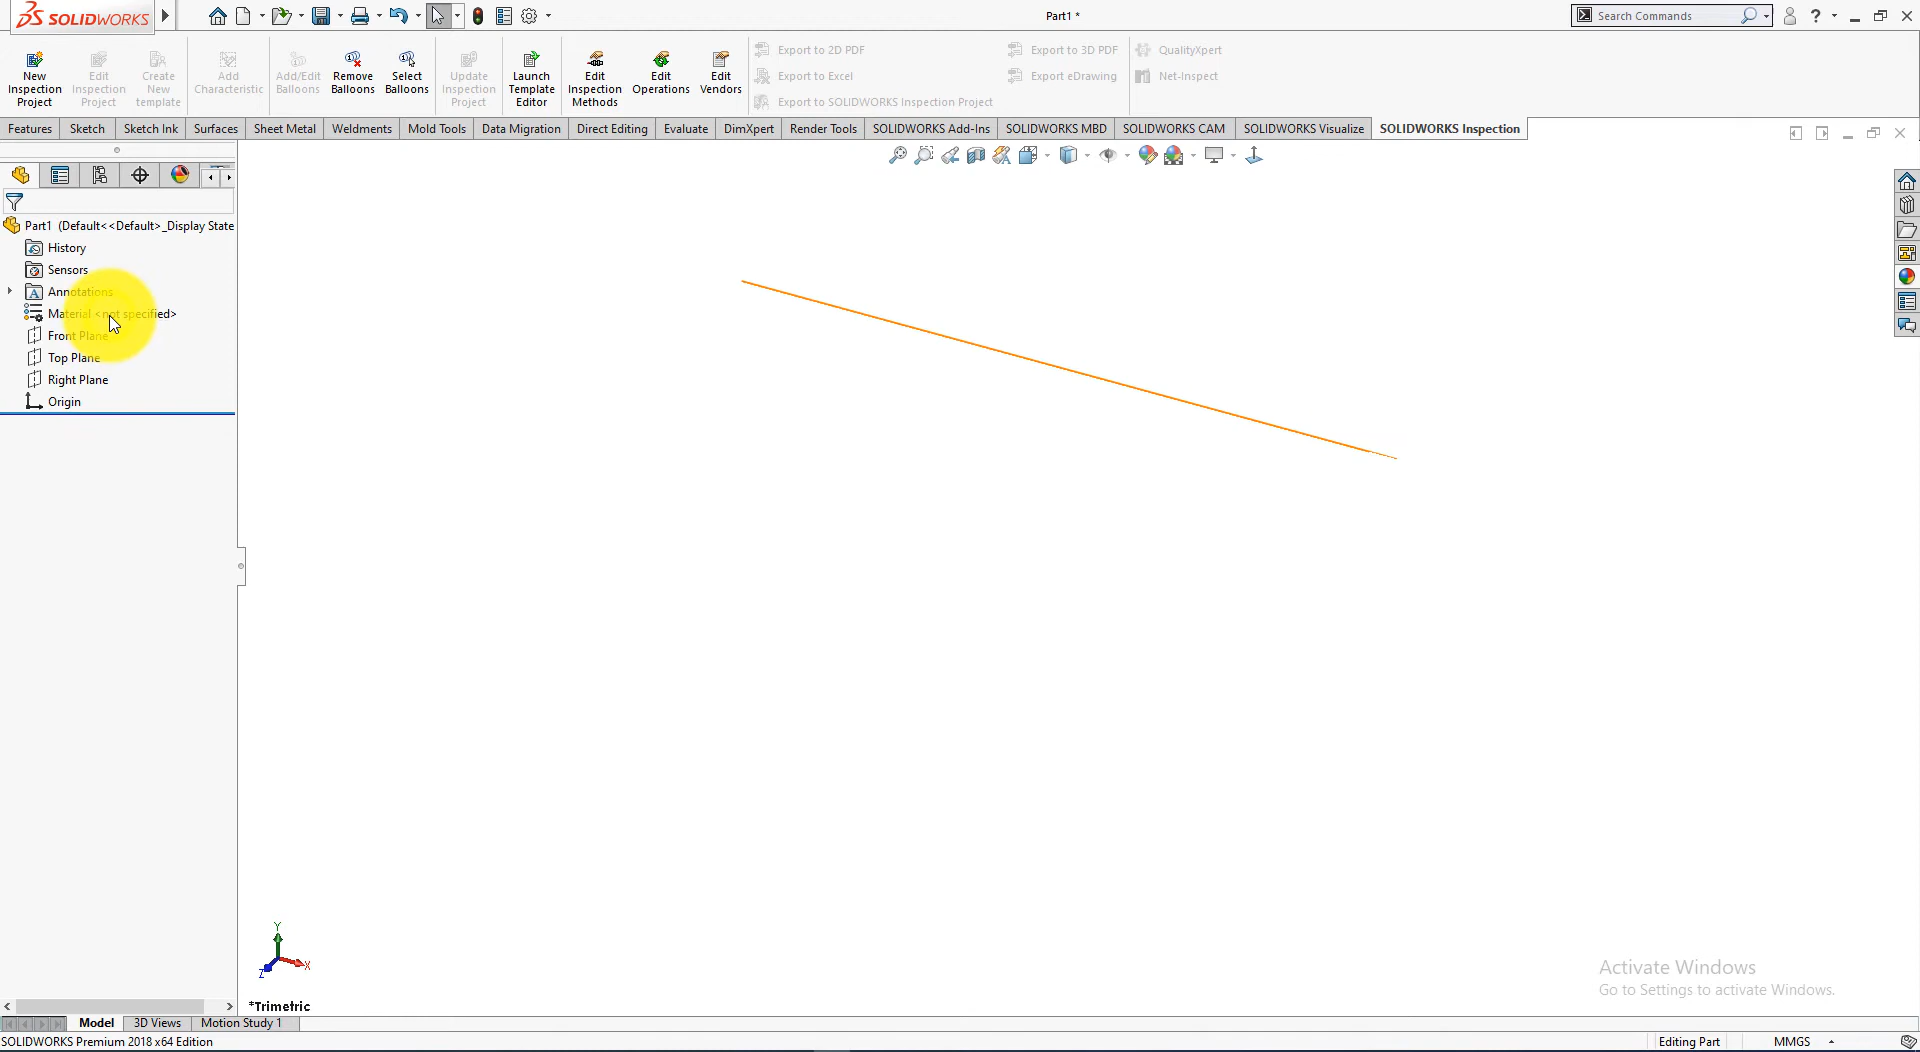 SOLIDWORKS
Part1 *
Search Commands
?
New Inspection Project
Edit Inspection Project
Create New template
Add Characteristic
Add/Edit Balloons
Remove Balloons
Select Balloons
Update Inspection Project
Launch Template Editor
Edit Inspection Methods
Edit Operations
Edit Vendors
Export to 2D PDF
Export to Excel
Export to SOLIDWORKS Inspection Project
Export to 3D PDF
Export eDrawing
QualityXpert
Net-Inspect
Features
Sketch
Sketch Ink
Surfaces
Sheet Metal
Weldments
Mold Tools
Data Migration
Direct Editing
Evaluate
DimXpert
Render Tools
SOLIDWORKS Add-Ins
SOLIDWORKS MBD
SOLIDWORKS CAM
SOLIDWORKS Visualize
SOLIDWORKS Inspection
Part1 (Default<<Default>_Display State
History
Sensors
Annotations
Material <not specified>
Front Plane
Top Plane
Right Plane
Origin
Y
X
Z
*Trimetric
Activate Windows
Go to Settings to activate Windows.
Model
3D Views
Motion Study 1
SOLIDWORKS Premium 2018 x64 Edition
Editing Part
MMGS